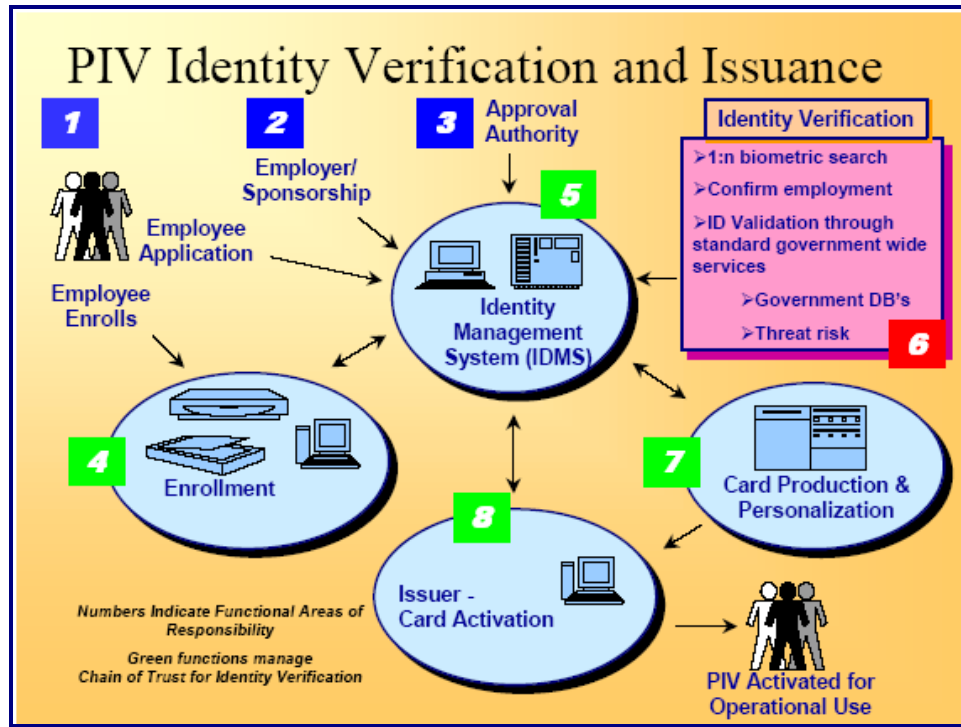 PIV Identity Verification and Issuance
1
2
3
Approval
Authority
Identity Verification
➢1:n biometric search
➢Confirm employment
➢ID Validation through
standard government wide
services
➢Government DB's
➢Threat risk
6
Employer/
Sponsorship
Employee
Application
Employee
Enrolls
5
Identity
Management
System (IDMS)
4
Enrollment
7
Card Production &
Personalization
8
Issuer -
Card Activation
Numbers Indicate Functional Areas of
Responsibility
Green functions manage
Chain of Trust for Identity Verification
PIV Activated for
Operational Use